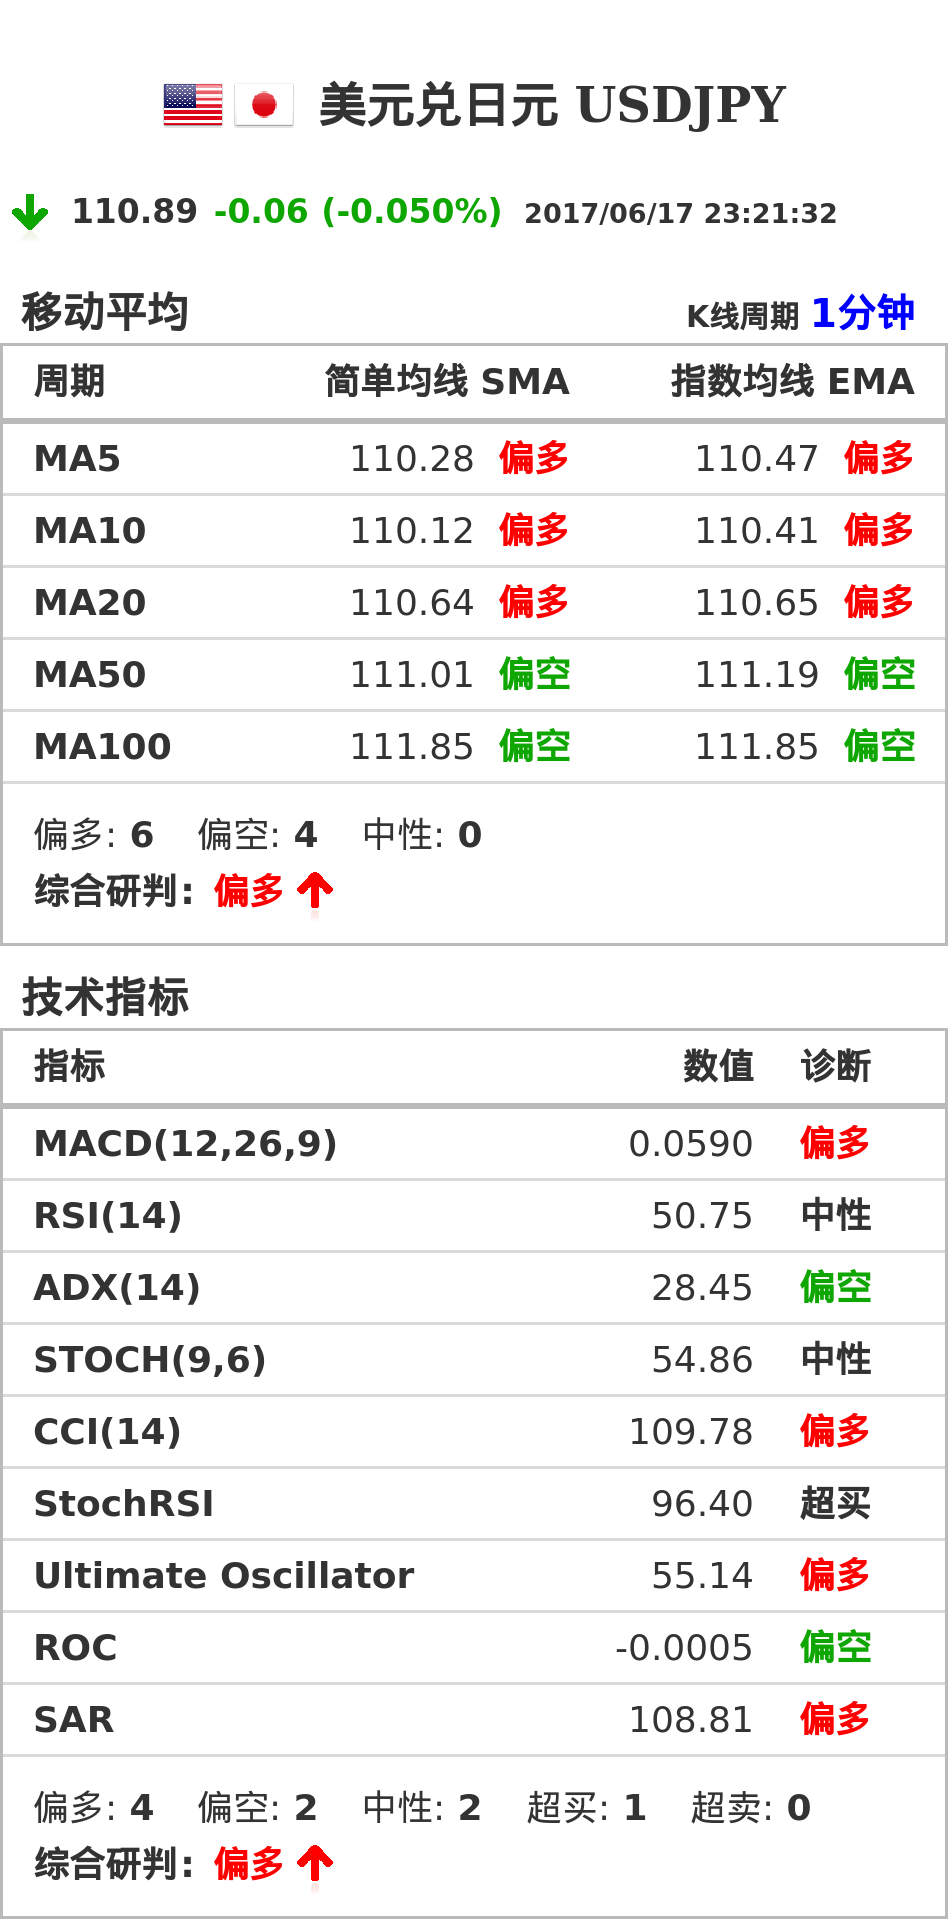 美元兑日元 USDJPY
110.89 -0.06 (-0.050%) 2017/06/17 23:21:32
移动平均 K线周期 1分钟
周期 简单均线 SMA 指数均线 EMA
MA5 110.28 偏多 110.47 偏多
MA10 110.12 偏多 110.41 偏多
MA20 110.64 偏多 110.65 偏多
MA50 111.01 偏空 111.19 偏空
MA100 111.85 偏空 111.85 偏空
偏多: 6 偏空: 4 中性: 0
综合研判: 偏多
技术指标
指标 数值 诊断
MACD(12,26,9) 0.0590 偏多
RSI(14) 50.75 中性
ADX(14) 28.45 偏空
STOCH(9,6) 54.86 中性
CCI(14) 109.78 偏多
StochRSI 96.40 超买
Ultimate Oscillator 55.14 偏多
ROC -0.0005 偏空
SAR 108.81 偏多
偏多: 4 偏空: 2 中性: 2 超买: 1 超卖: 0
综合研判: 偏多